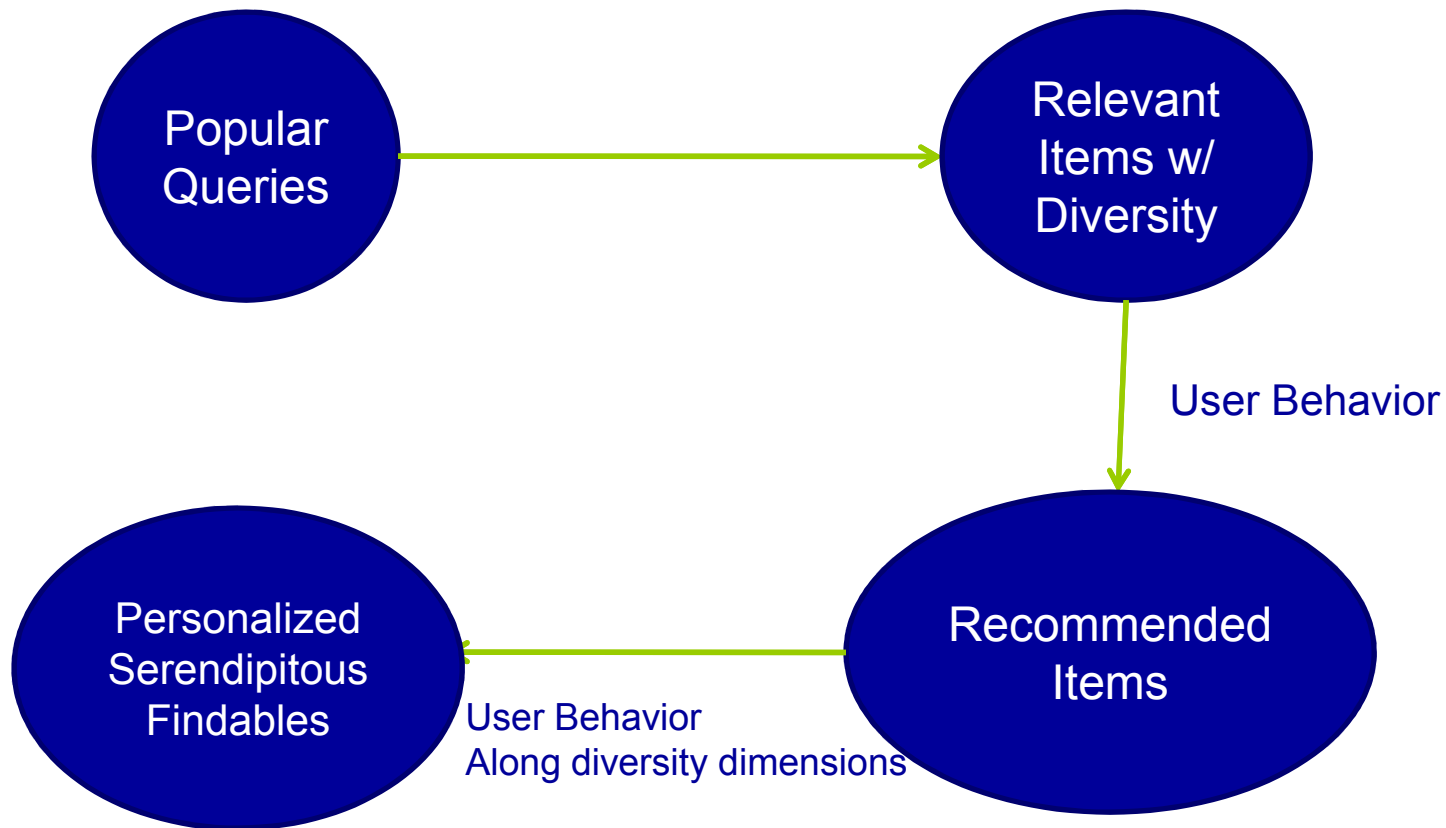 Popular
Queries
Relevant
Items w/
Diversity
User Behavior
Recommended
Items
Personalized
Serendipitous
Findables
User Behavior
Along diversity dimensions